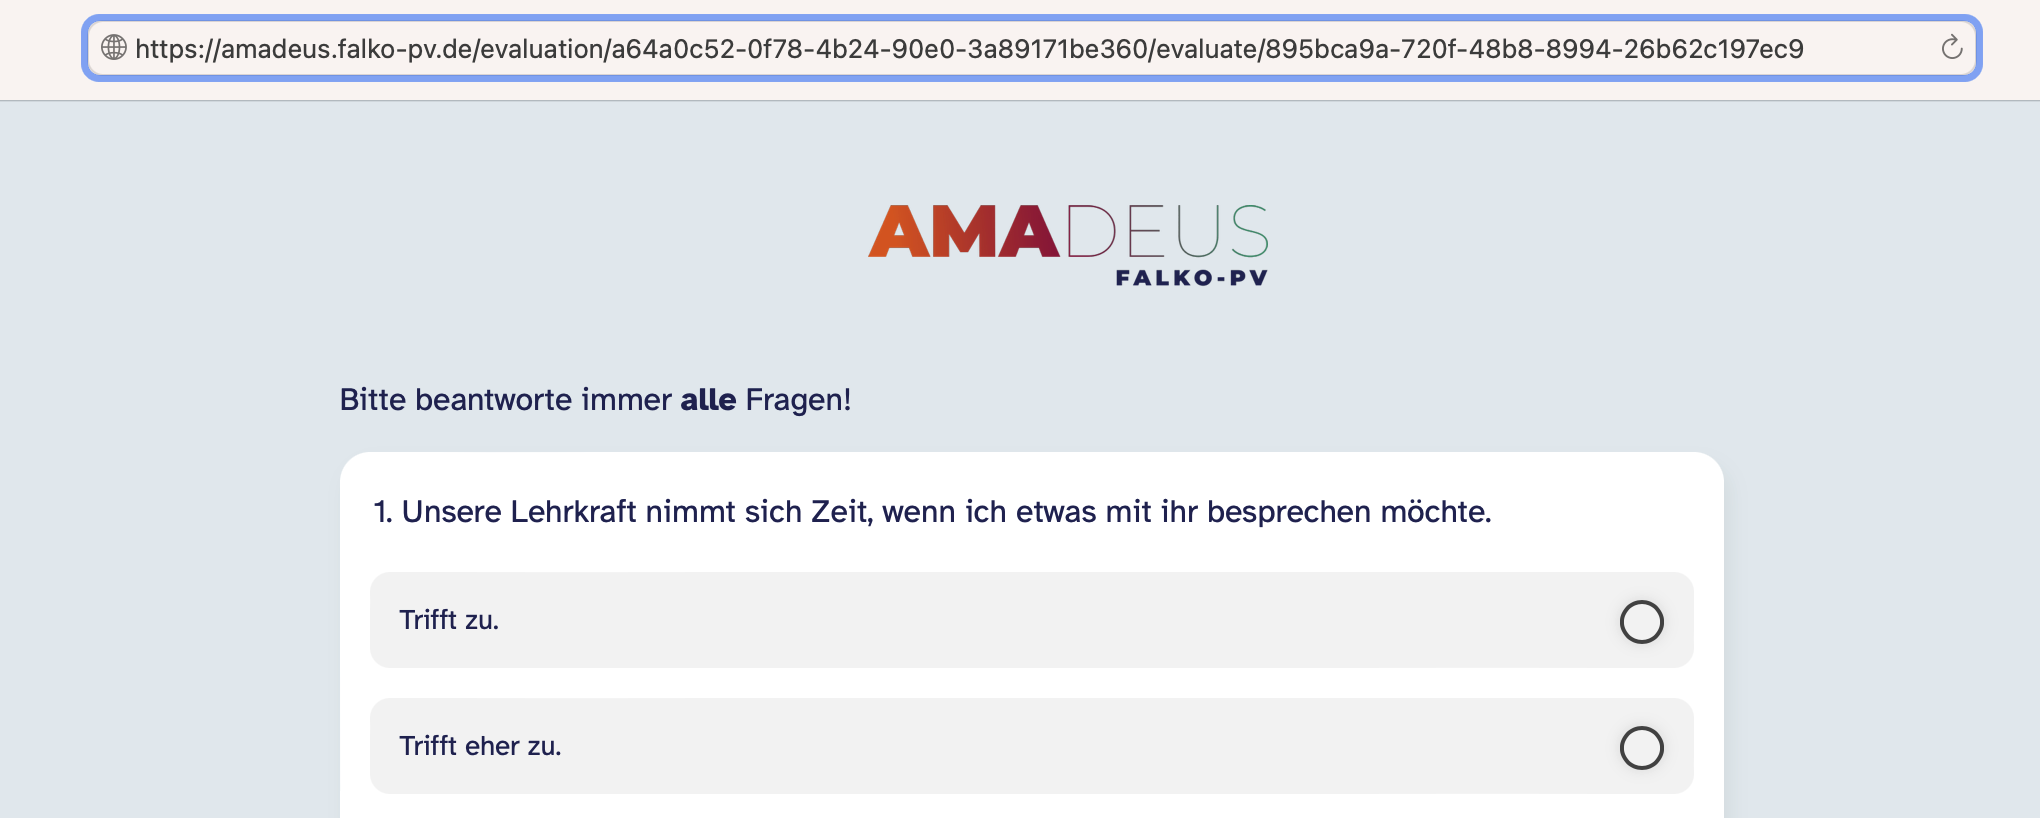 https://amadeus.falko-pv.de/evaluation/a64a0c52-0f78-4b24-90e0-3a89171be360/evaluate/895bca9a-720f-48b8-8994-26b62c197ec9
AMADEUS
FALKO-PV
Bitte beantworte immer alle Fragen!
1. Unsere Lehrkraft nimmt sich Zeit, wenn ich etwas mit ihr besprechen möchte.
Trifft zu.
Trifft eher zu.